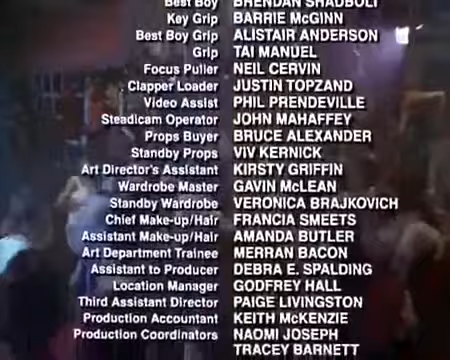 Best Boy BRENDAN SHADBOLT
Key Grip BARRIE McGINN
Best Boy Grip ALISTAIR ANDERSON
Grip TAI MANUEL
Focus Puller NEIL CERVIN
Clapper Loader JUSTIN TOPZAND
Video Assist PHIL PRENDEVILLE
Steadicam Operator JOHN MAHAFFEY
Props Buyer BRUCE ALEXANDER
Standby Props VIV KERNICK
Art Director's Assistant KIRSTY GRIFFIN
Wardrobe Master GAVIN McLEAN
Standby Wardrobe VERONICA BRAJKOVICH
Chief Make-up/Hair FRANCIA SMEETS
Assistant Make-up/Hair AMANDA BUTLER
Art Department Trainee MERRAN BACON
Assistant to Producer DEBRA E. SPALDING
Location Manager GODFREY HALL
Third Assistant Director PAIGE LIVINGSTON
Production Accountant KEITH McKENZIE
Production Coordinators NAOMI JOSEPH
TRACEY BARNETT